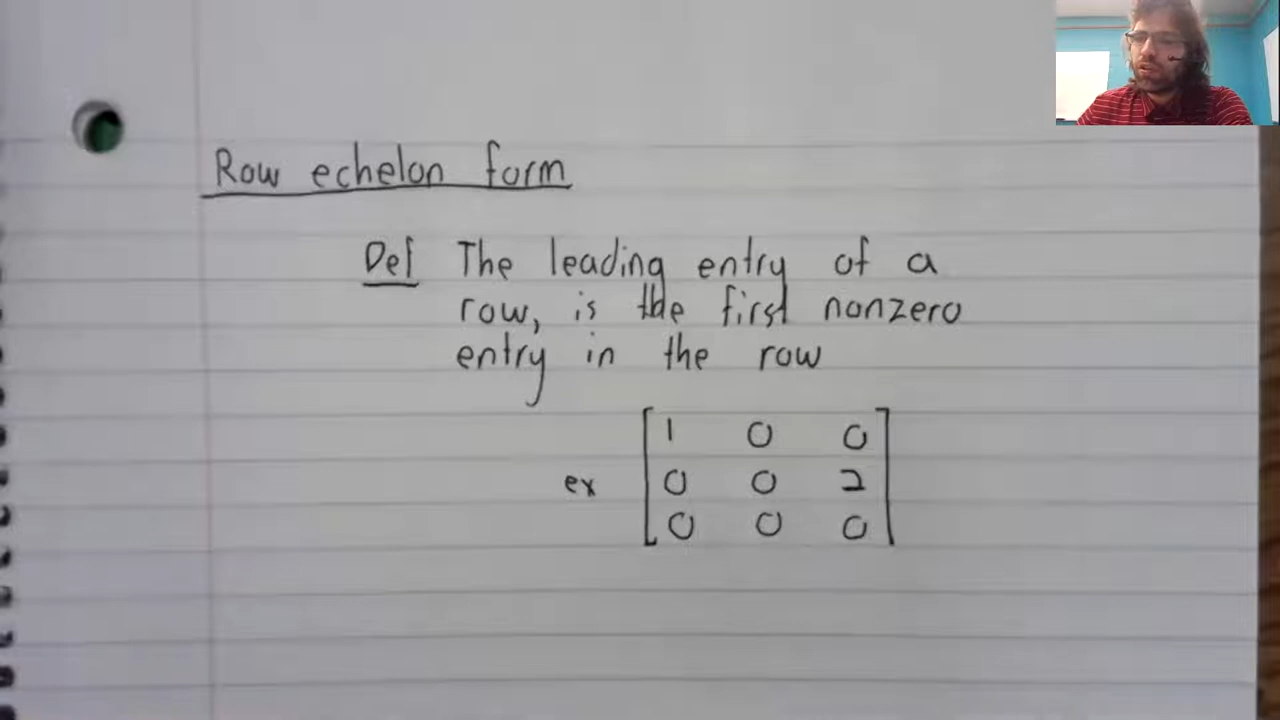 Row echelon form
Def The leading entry of a
row, is the first nonzero
entry in the row
1 0 0
ex 0 0 2
0 0 0